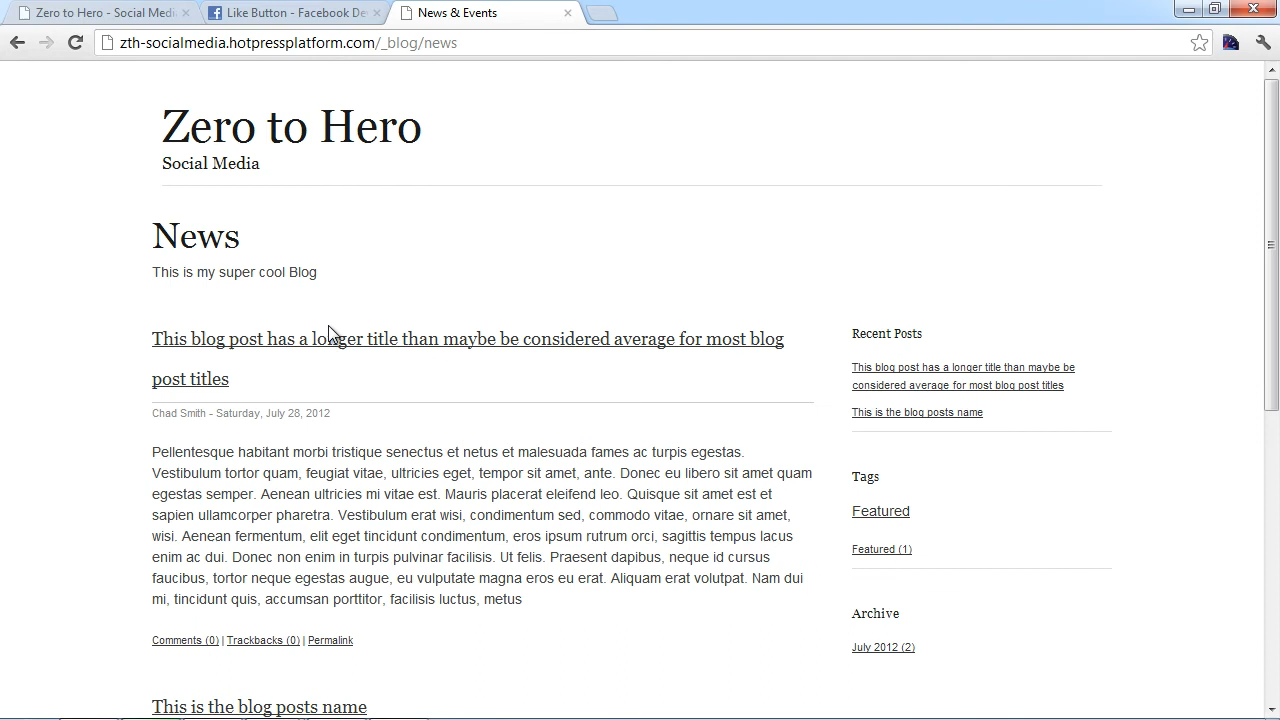 Zero to Hero - Social Medi
Like Button - Facebook De
News & Events
zth-socialmedia.hotpressplatform.com/_blog/news
Zero to Hero
Social Media
News
This is my super cool Blog
This blog post has a longer title than maybe be considered average for most blog
post titles
Chad Smith - Saturday, July 28, 2012
Pellentesque habitant morbi tristique senectus et netus et malesuada fames ac turpis egestas.
Vestibulum tortor quam, feugiat vitae, ultricies eget, tempor sit amet, ante. Donec eu libero sit amet quam
egestas semper. Aenean ultricies mi vitae est. Mauris placerat eleifend leo. Quisque sit amet est et
sapien ullamcorper pharetra. Vestibulum erat wisi, condimentum sed, commodo vitae, ornare sit amet,
wisi. Aenean fermentum, elit eget tincidunt condimentum, eros ipsum rutrum orci, sagittis tempus lacus
enim ac dui. Donec non enim in turpis pulvinar facilisis. Ut felis. Praesent dapibus, neque id cursus
faucibus, tortor neque egestas augue, eu vulputate magna eros eu erat. Aliquam erat volutpat. Nam dui
mi, tincidunt quis, accumsan porttitor, facilisis luctus, metus
Comments (0) | Trackbacks (0) | Permalink
This is the blog posts name
Recent Posts
This blog post has a longer title than maybe be
considered average for most blog post titles
This is the blog posts name
Tags
Featured
Featured (1)
Archive
July 2012 (2)